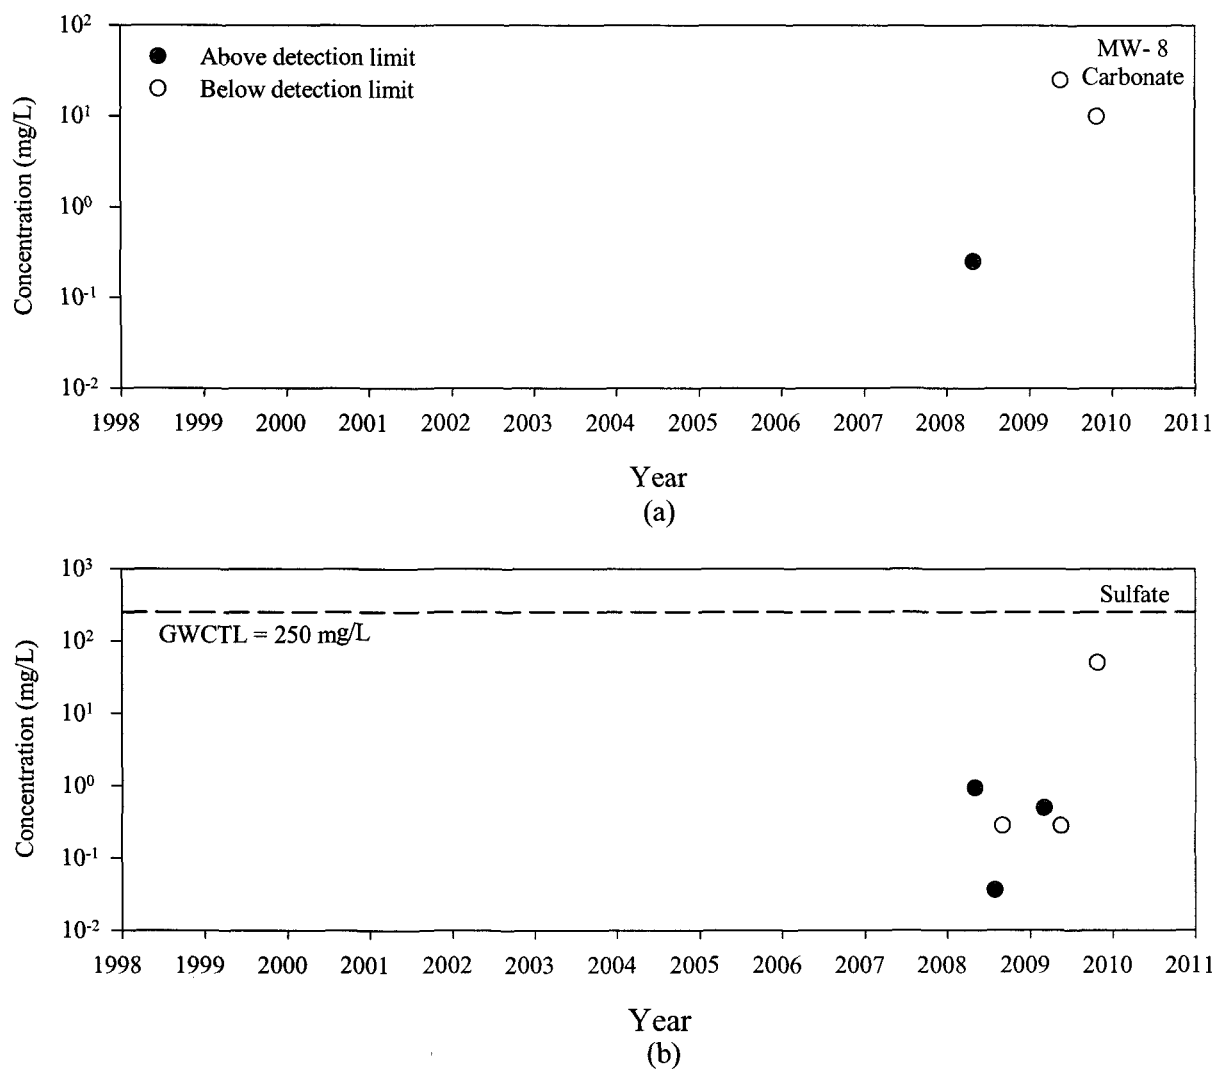 10²
Above detection limit
Below detection limit
MW- 8
Carbonate
10¹
10⁰
10⁻¹
10⁻²
Concentration (mg/L)
1998 1999 2000 2001 2002 2003 2004 2005 2006 2007 2008 2009 2010 2011
Year
(a)
10³
Sulfate
GWCTL = 250 mg/L
10²
10¹
10⁰
10⁻¹
10⁻²
Concentration (mg/L)
1998 1999 2000 2001 2002 2003 2004 2005 2006 2007 2008 2009 2010 2011
Year
(b)